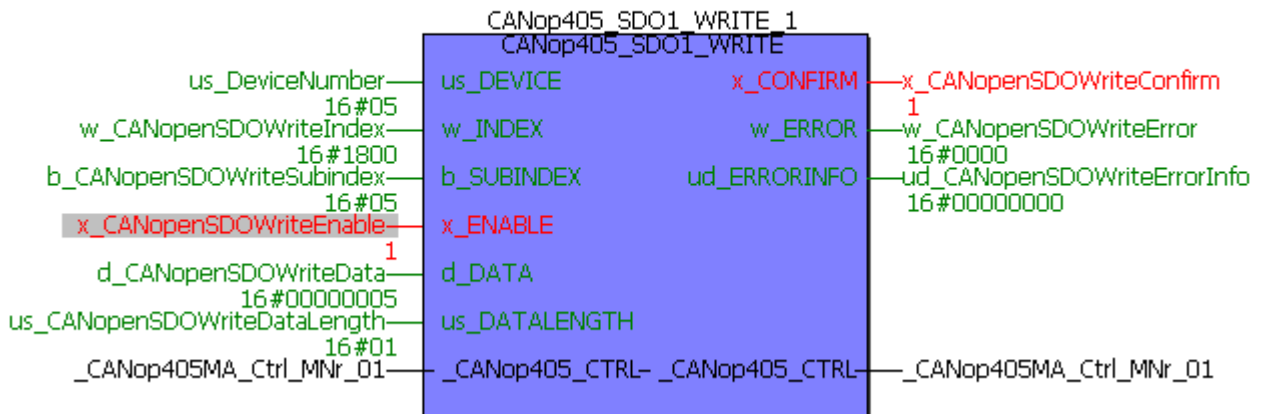 CANop405_SDO1_WRITE_1
CANop405_SDO1_WRITE
us_DeviceNumber us_DEVICE x_CONFIRM x_CANopenSDOWriteConfirm
16#05 1
w_CANopenSDOWriteIndex w_INDEX w_ERROR w_CANopenSDOWriteError
16#1800 16#0000
b_CANopenSDOWriteSubindex b_SUBINDEX ud_ERRORINFO ud_CANopenSDOWriteErrorInfo
16#05 16#00000000
x_CANopenSDOWriteEnable x_ENABLE
1
d_CANopenSDOWriteData d_DATA
16#00000005
us_CANopenSDOWriteDataLength us_DATALENGTH
16#01
_CANop405MA_Ctrl_MNr_01 _CANop405_CTRL _CANop405_CTRL _CANop405MA_Ctrl_MNr_01